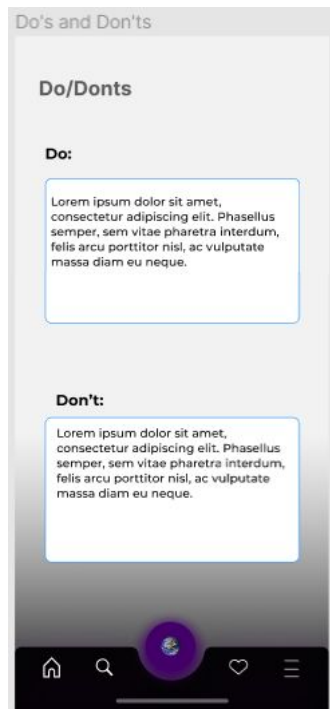 Do's and Don'ts
Do/Donts
Do:
Lorem ipsum dolor sit amet,
consectetur adipiscing elit. Phasellus
semper, sem vitae pharetra interdum,
felis arcu porttitor nisl, ac vulputate
massa diam eu neque.
Don't:
Lorem ipsum dolor sit amet,
consectetur adipiscing elit. Phasellus
semper, sem vitae pharetra interdum,
felis arcu porttitor nisl, ac vulputate
massa diam eu neque.